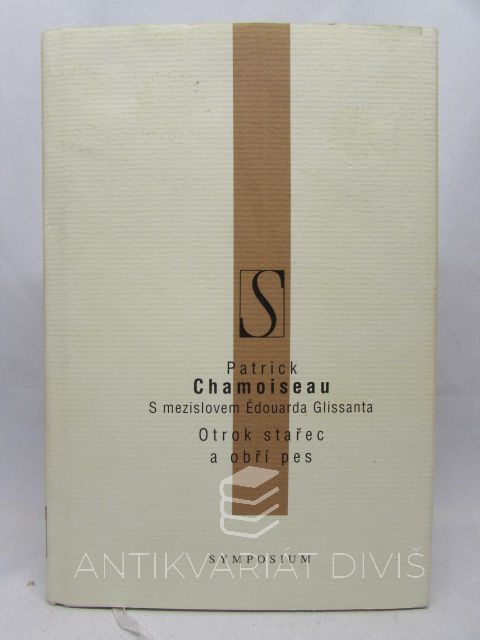 S
Patrick
Chamoiseau
S mezislovem Édouarda Glissanta
Otrok stařec
a obří pes
SYMPOSIUM
ANTIKVARIÁT DIVIŠ